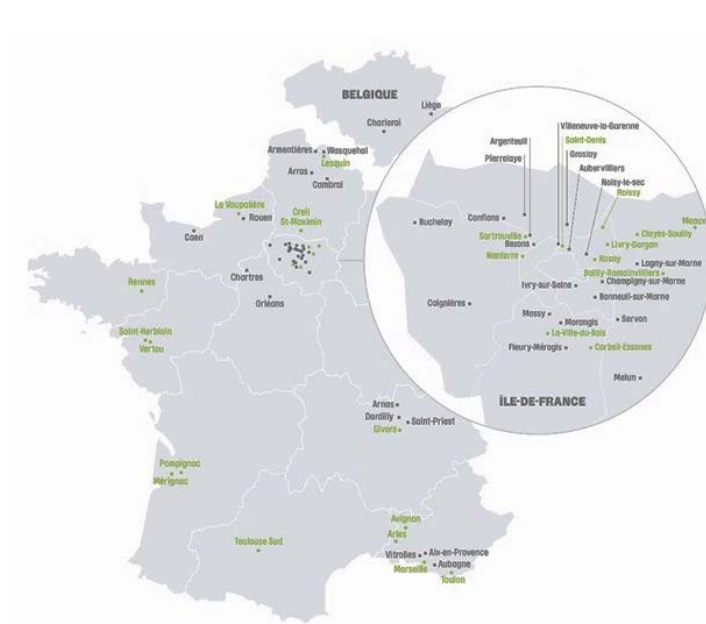 BELGIQUE
Liège
Charleroi
Armentières
Wasquehal
Lesquin
Arras
Cambrai
La Vaupalière
Rouen
Creil
St-Maximin
Caen
Chartres
Orléans
Rennes
Saint-Herblain
Vertou
Arnas
Dardilly
Saint-Priest
Givors
Pompignac
Mérignac
Toulouse Sud
Avignon
Arles
Vitrolles
Aix-en-Provence
Marseille
Aubagne
Toulon
Villeneuve-la-Garenne
Argenteuil
Saint-Denis
Pierrelaye
Groslay
Aubervilliers
Noisy-le-sec
Roissy
Buchelay
Conflans
Meaux
Sartrouville
Claye-Souilly
Bezons
Livry-Gargan
Nanterre
Rosny
Lagny-sur-Marne
Bailly-Romainvilliers
Ivry-sur-Seine
Champigny-sur-Marne
Bonneuil-sur-Marne
Coignières
Massy
Morangis
Servon
La-Ville-du-Bois
Fleury-Mérogis
Corbeil-Essones
Melun
ÎLE-DE-FRANCE